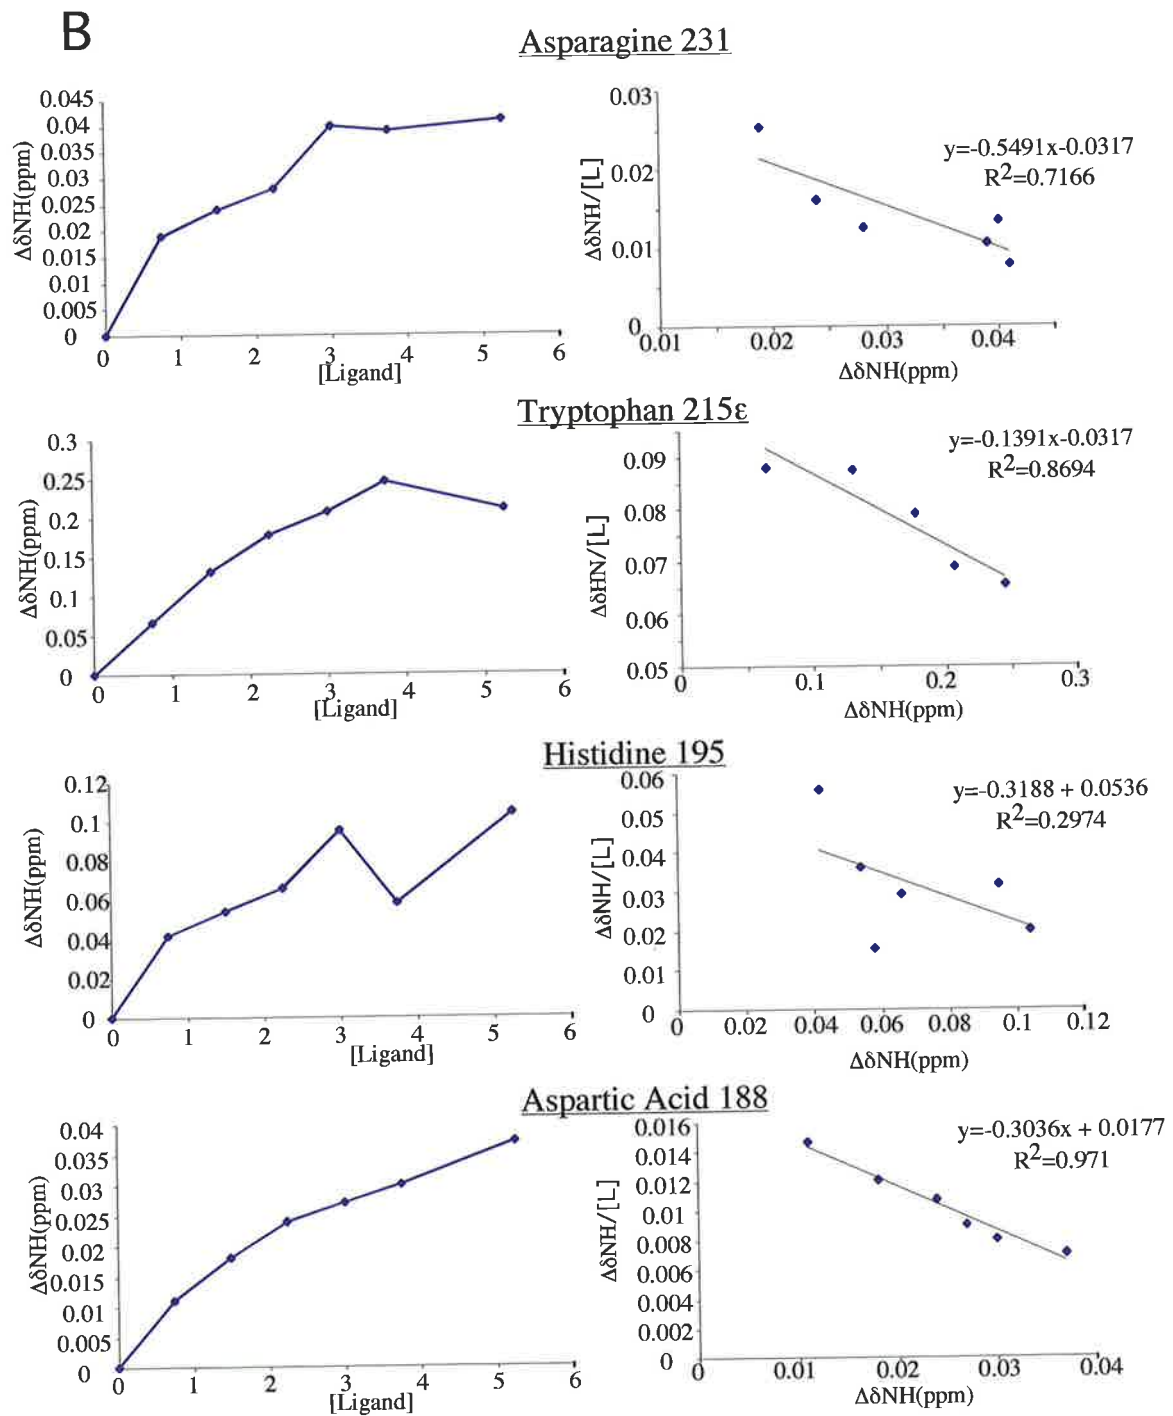 B
Asparagine 231
0.045
0.04
0.035
0.03
0.025
0.02
0.015
0.01
0.005
0
ΔδNH(ppm)
0 1 2 3 4 5 6
[Ligand]
0.03
0.02
0.01
0
ΔδNH/[L]
y=-0.5491x-0.0317
R²=0.7166
0.01 0.02 0.03 0.04
ΔδNH(ppm)
Tryptophan 215ε
0.3
0.25
0.2
0.15
0.1
0.05
0
ΔδNH(ppm)
0 1 2 3 4 5 6
[Ligand]
0.09
0.08
0.07
0.06
0.05
ΔδHN/[L]
y=-0.1391x-0.0317
R²=0.8694
0 0.1 0.2 0.3
ΔδNH(ppm)
Histidine 195
0.12
0.1
0.08
0.06
0.04
0.02
0
ΔδNH(ppm)
0 1 2 3 4 5 6
[Ligand]
0.06
0.05
0.04
0.03
0.02
0.01
0
ΔδNH/[L]
y=-0.3188 + 0.0536
R²=0.2974
0 0.02 0.04 0.06 0.08 0.1 0.12
ΔδNH(ppm)
Aspartic Acid 188
0.04
0.035
0.03
0.025
0.02
0.015
0.01
0.005
0
ΔδNH(ppm)
0 1 2 3 4 5 6
[Ligand]
0.016
0.014
0.012
0.01
0.008
0.006
0.004
0.002
0
ΔδNH/[L]
y=-0.3036x + 0.0177
R²=0.971
0 0.01 0.02 0.03 0.04
ΔδNH(ppm)